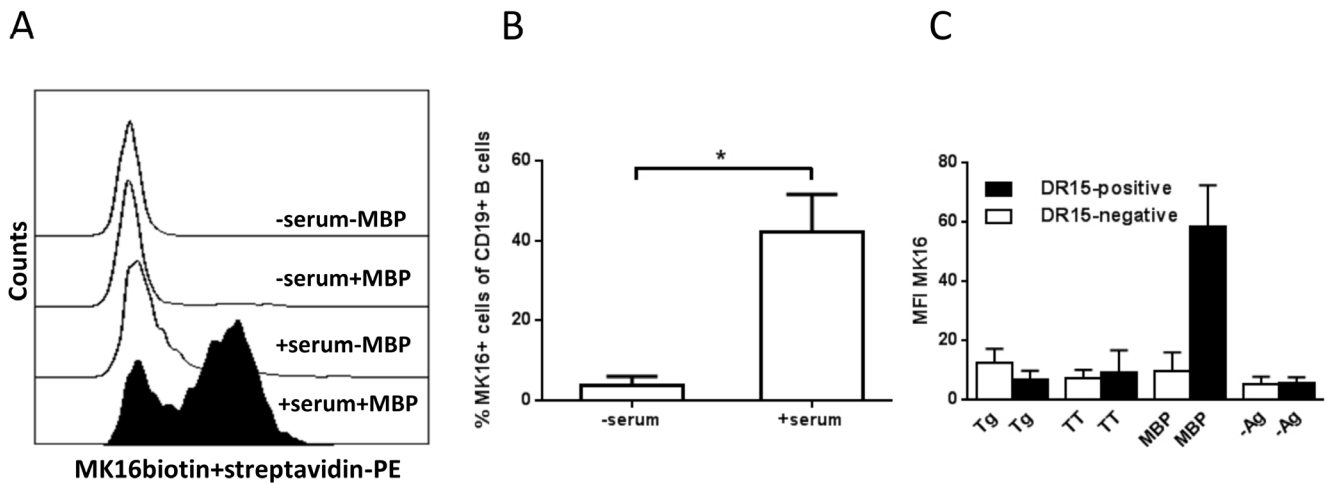 A
Counts
-serum-MBP
-serum+MBP
+serum-MBP
+serum+MBP
MK16biotin+streptavidin-PE
B
% MK16+ cells of CD19+ B cells
60
40
20
0
*
-serum
+serum
C
MFI MK16
80
60
40
20
0
DR15-positive
DR15-negative
Tg Tg TT TT MBP MBP -Ag -Ag